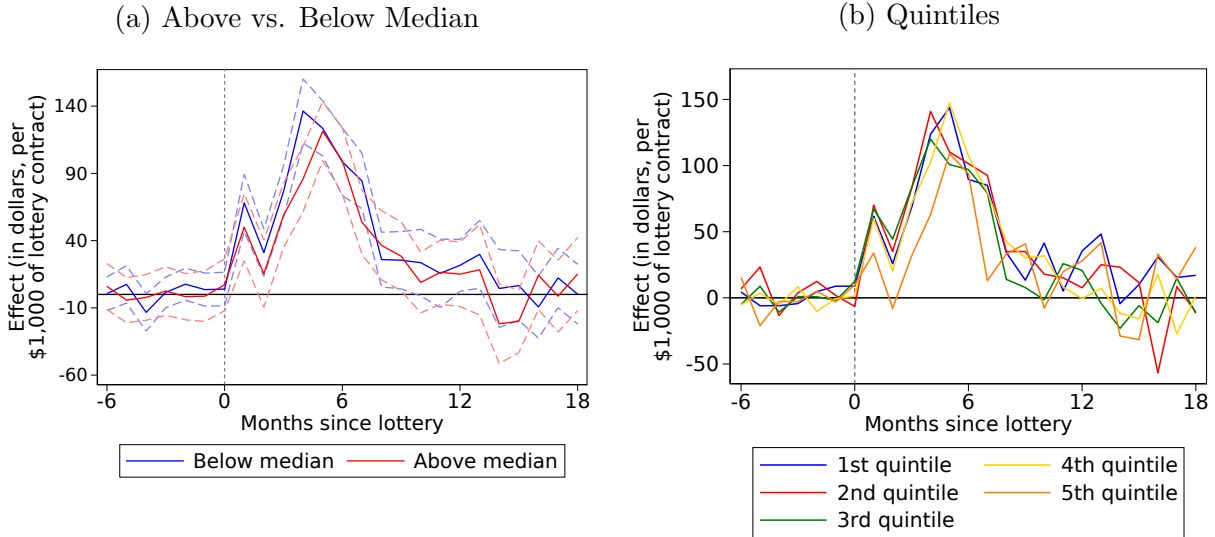 (a) Above vs. Below Median
Effect (in dollars, per
$1,000 of lottery contract)
140
90
40
-10
-60
-6
0
6
12
18
Months since lottery
Below median
Above median
(b) Quintiles
Effect (in dollars, per
$1,000 of lottery contract)
150
100
50
0
-50
-6
0
6
12
18
Months since lottery
1st quintile
4th quintile
2nd quintile
5th quintile
3rd quintile